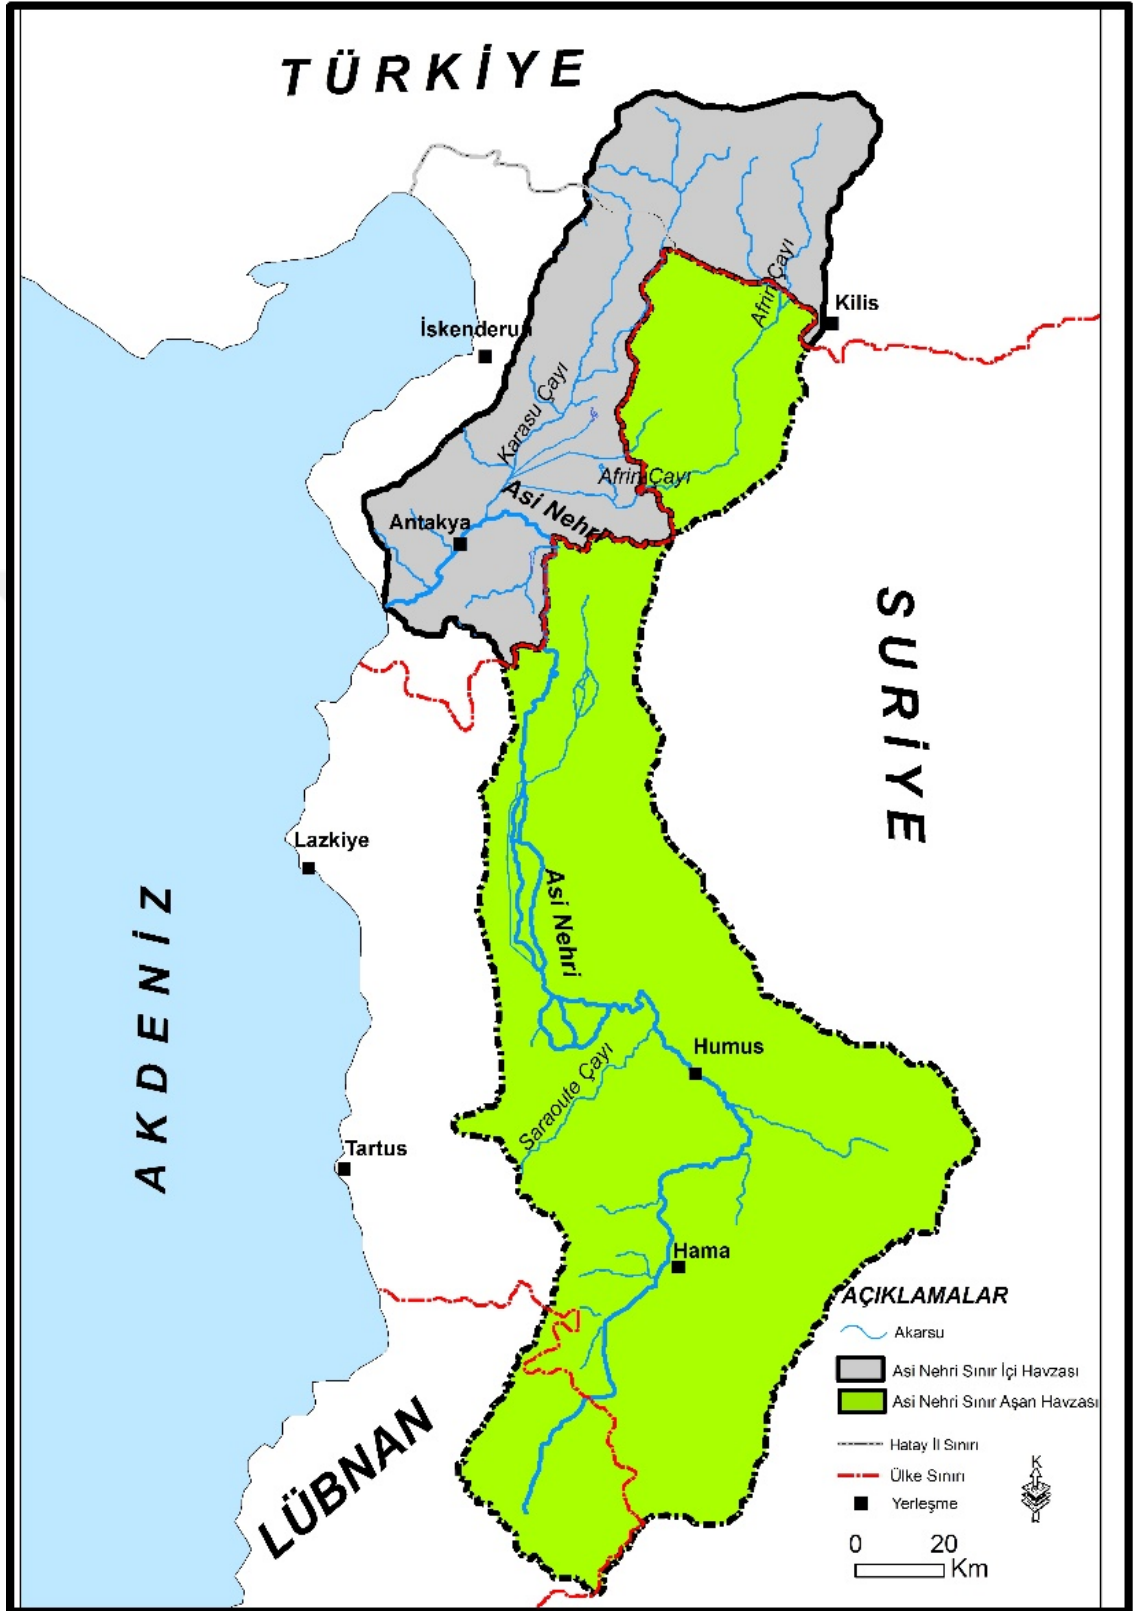 TÜRKİYE
Afrin Çayı
Kilis
İskenderun
Karasu Çayı
Afrin Çayı
Asi Nehri
Antakya
SURİYE
Lazkiye
AKDENİZ
Asi Nehri
Humus
Saraoute Çayı
Tartus
Hama
LÜBNAN
AÇIKLAMALAR
Akarsu
Asi Nehri Sınır İçi Havzası
Asi Nehri Sınır Aşan Havzası
Hatay İl Sınırı
Ülke Sınırı
Yerleşme
K
0 20
Km